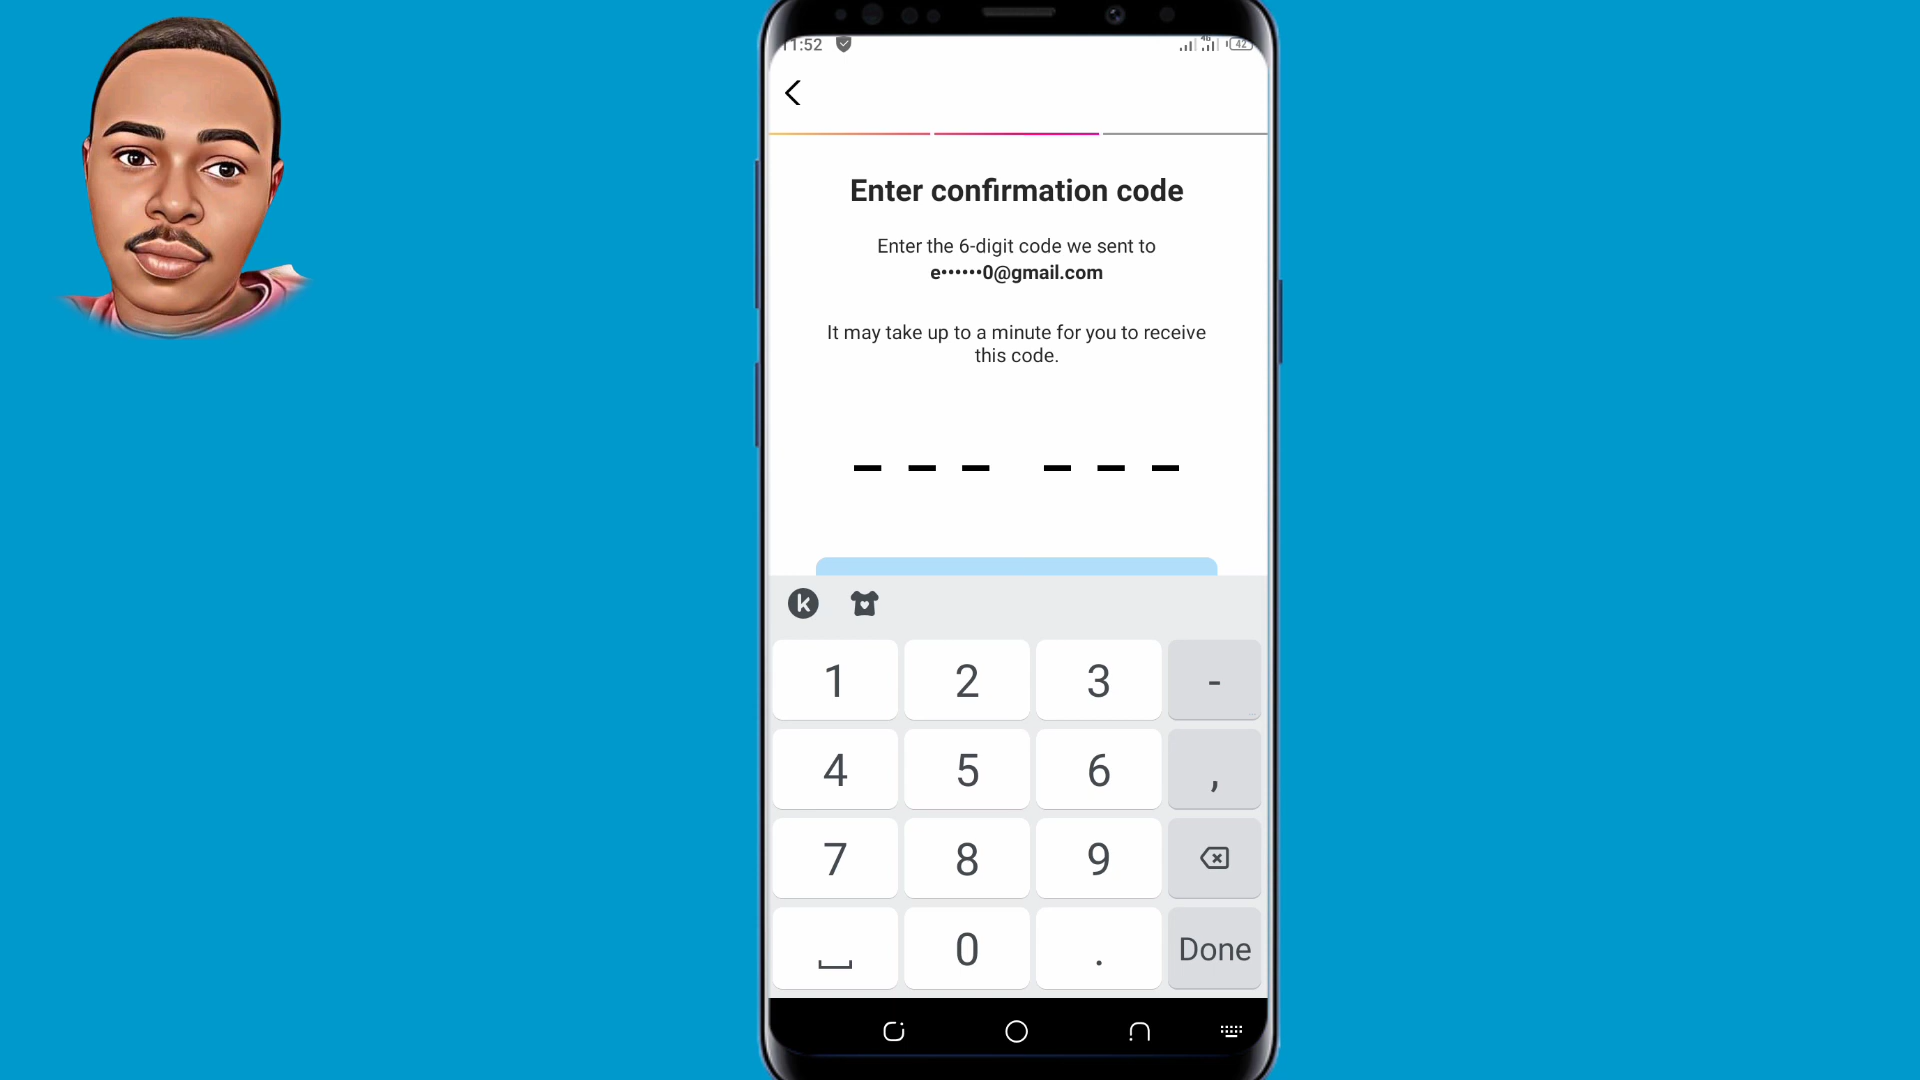 11:52
4G
42
Enter confirmation code
Enter the 6-digit code we sent to
e••••••0@gmail.com
It may take up to a minute for you to receive
this code.
k
1 2 3 -
4 5 6 ,
7 8 9
0 . Done